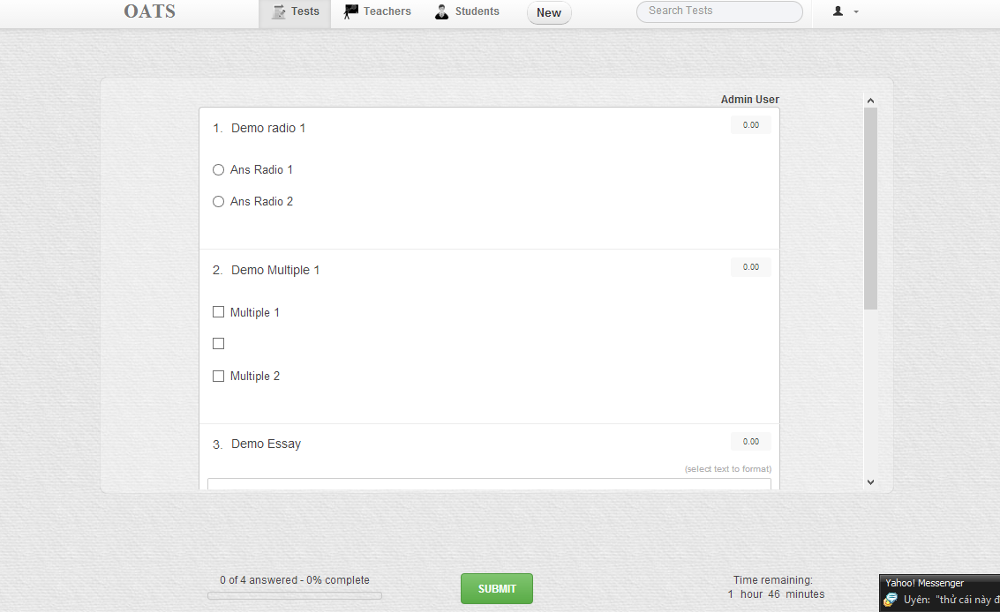 OATS Tests Teachers Students New Search Tests
Admin User
1. Demo radio 1 0.00
Ans Radio 1
Ans Radio 2
2. Demo Multiple 1 0.00
Multiple 1
Multiple 2
3. Demo Essay 0.00
(select text to format)
0 of 4 answered - 0% complete
SUBMIT
Time remaining:
1 hour 46 minutes
Yahoo! Messenger
Uyên: "thử cái này